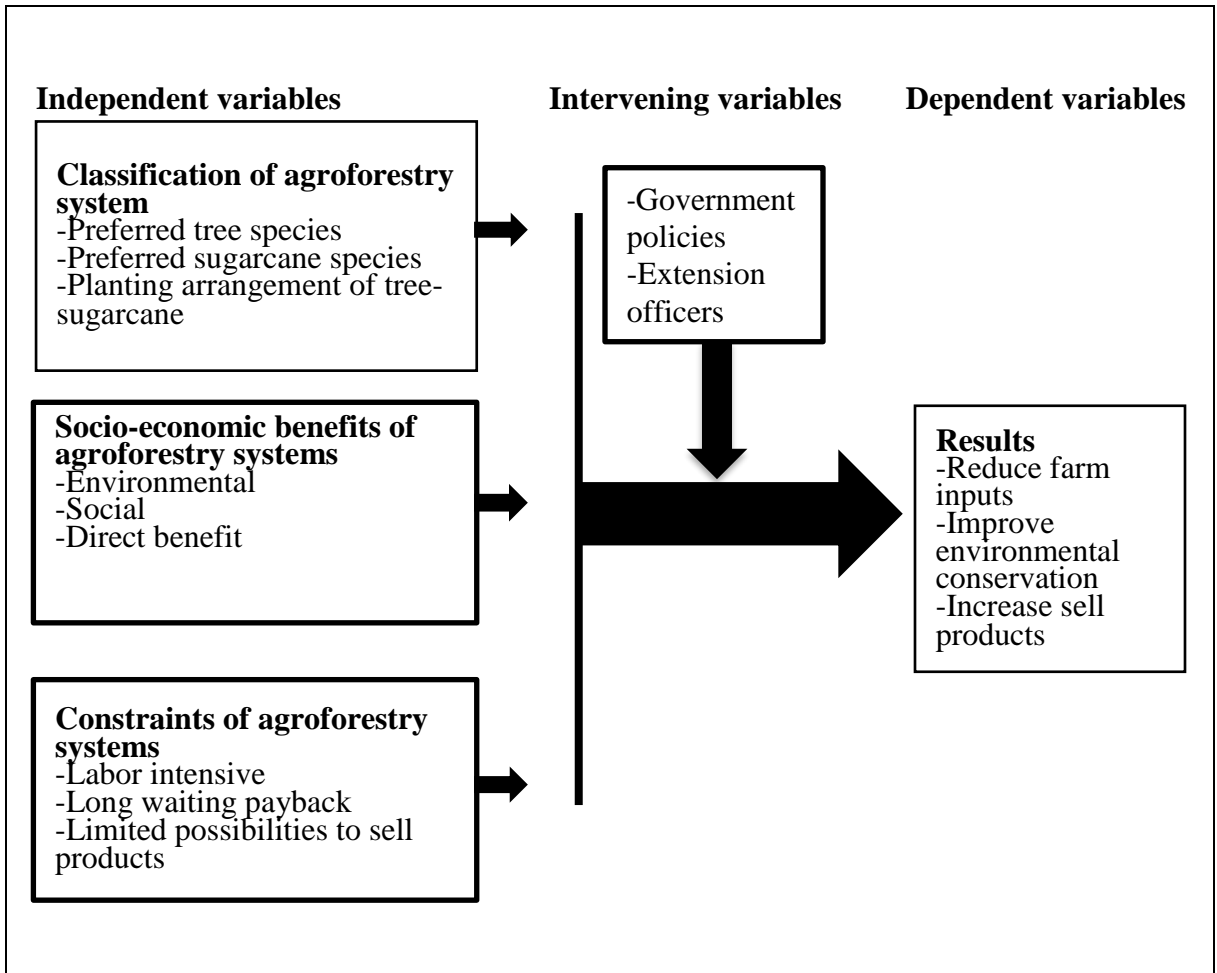 Independent variables
Intervening variables
Dependent variables
Classification of agroforestry
system
-Preferred tree species
-Preferred sugarcane species
-Planting arrangement of tree-
sugarcane
Socio-economic benefits of
agroforestry systems
-Environmental
-Social
-Direct benefit
Constraints of agroforestry
systems
-Labor intensive
-Long waiting payback
-Limited possibilities to sell
products
-Government
policies
-Extension
officers
Results
-Reduce farm
inputs
-Improve
environmental
conservation
-Increase sell
products